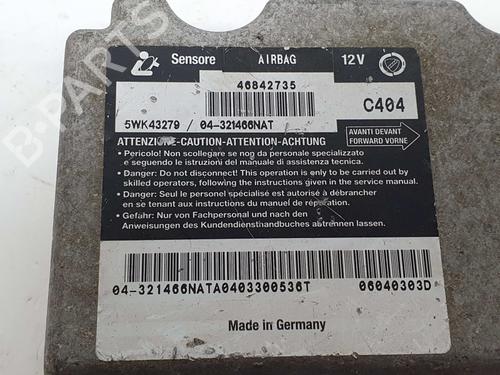 Sensore AIRBAG 12V
46842735
C404
5WK43279 / 04-321466NAT
AVANTI DEVANT
FORWARD VORNE
ATTENZIONE-CAUTION-ATTENTION-ACHTUNG
• Pericolo! Non scollegare se nog da personale specializzato
e seguendo le istruzioni del manuale di assistenza tecnica.
• Danger: Do not disconnect! This operation is only to be carried out by
skilled operators, following the instructions given in the service manual.
• Danger: Seul le personel spécialisé est autorisé à débrancher
en se tenant aux instructions du manuel de réparation.
• Gefahr: Nur von Fachpersonal und nach den
Anweisungen des Kundendiensthandbuches abtrennen lassen.
04-321466NATA0403300536T 06040303D
Made in Germany
B-PARTS